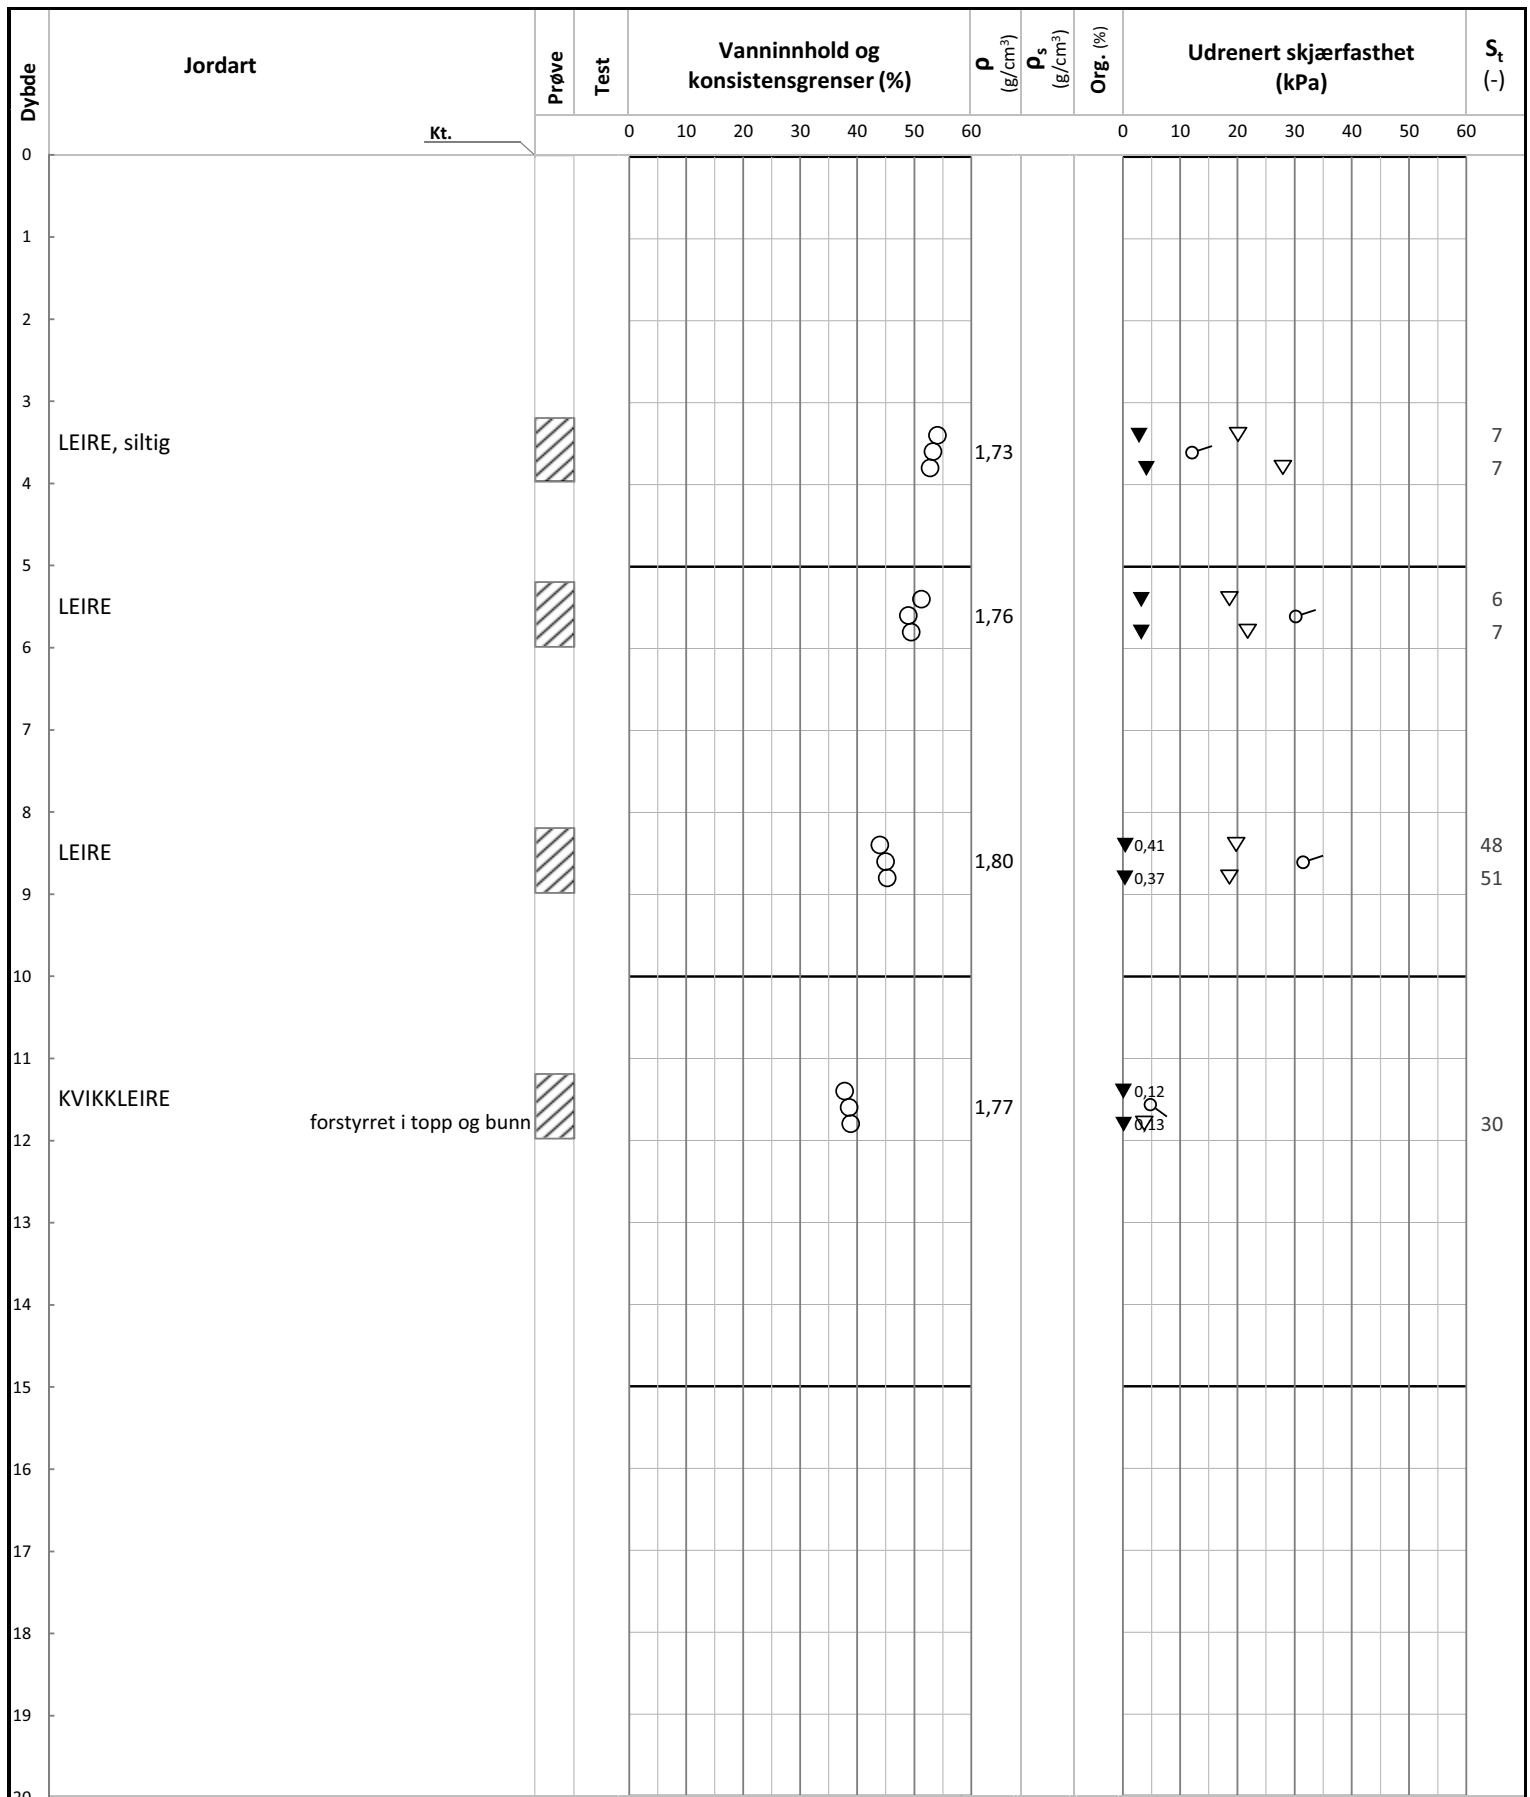 Dybde
Jordart
Kt.
Prøve
Test
Vanninnhold og
konsistensgrenser (%)
ρ
(g/cm³)
ρs
(g/cm³)
Org. (%)
Udrenert skjærfasthet
(kPa)
St
(-)
0 10 20 30 40 50 60
0 10 20 30 40 50 60
0
1
2
3
LEIRE, siltig 1,73 7
7
4
5
LEIRE 1,76 6
7
6
7
8
LEIRE 1,80 0,41 48
0,37 51
9
10
11
KVIKKLEIRE 1,77 0,12
forstyrret i topp og bunn 0,13 30
12
13
14
15
16
17
18
19
20